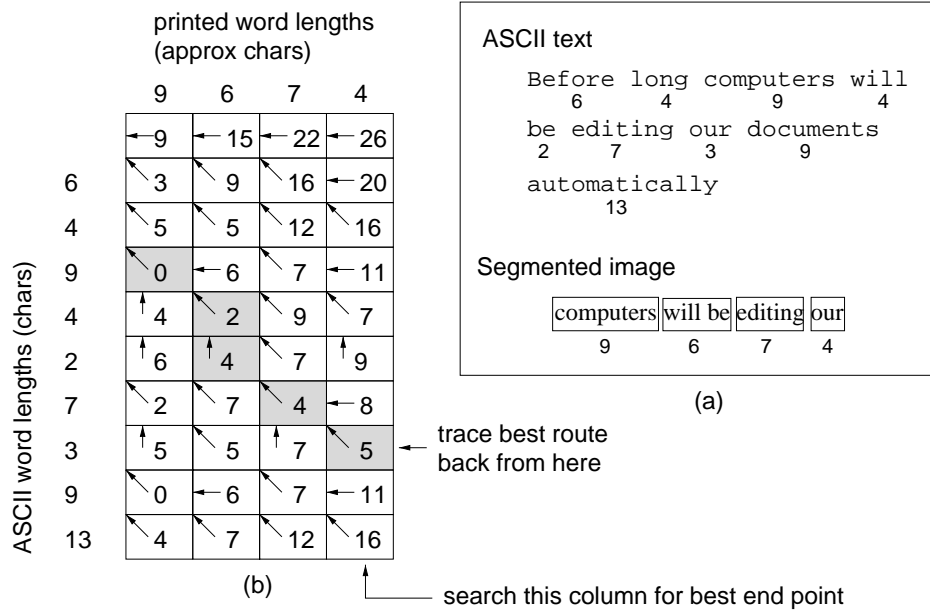 printed word lengths
(approx chars)
9 6 7 4
9 15 22 26
6 3 9 16 20
4 5 5 12 16
9 0 6 7 11
4 4 2 9 7
2 6 4 7 9
7 2 7 4 8
3 5 5 7 5
9 0 6 7 11
13 4 7 12 16
ASCII word lengths (chars)
(b)
trace best route
back from here
search this column for best end point
ASCII text
Before long computers will
6 4 9 4
be editing our documents
2 7 3 9
automatically
13
Segmented image
computers will be editing our
9 6 7 4
(a)